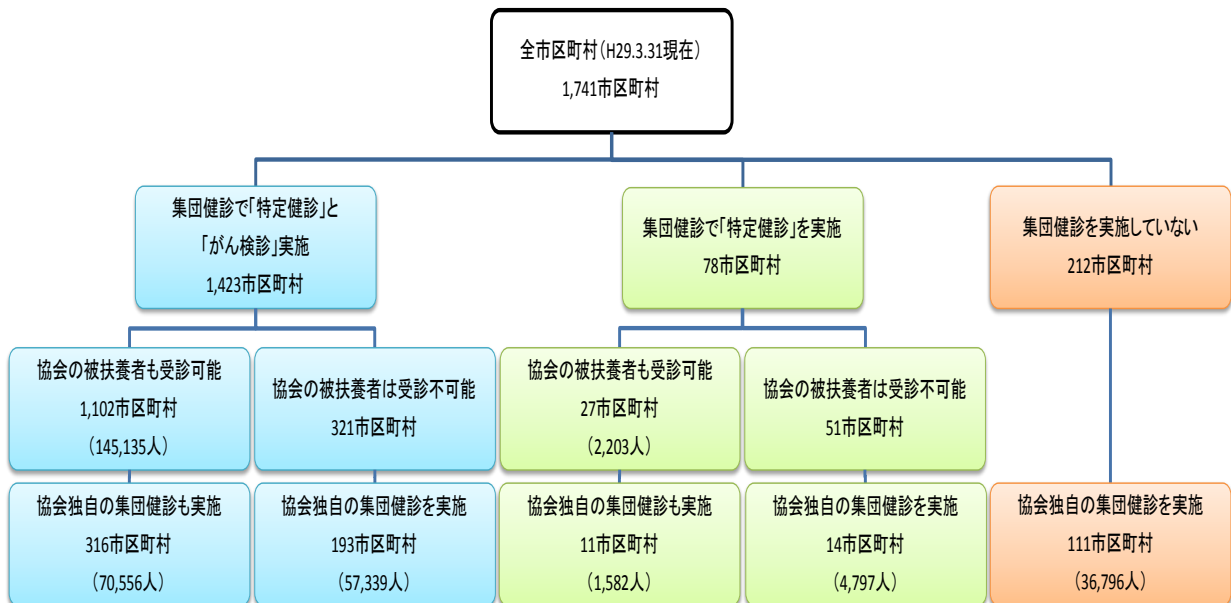 全市区町村(H29.3.31現在)
1,741市区町村
集団健診で「特定健診」と
「がん検診」実施
1,423市区町村
集団健診で「特定健診」を実施
78市区町村
集団健診を実施していない
212市区町村
協会の被扶養者も受診可能
1,102市区町村
(145,135人)
協会の被扶養者は受診不可能
321市区町村
協会の被扶養者も受診可能
27市区町村
(2,203人)
協会の被扶養者は受診不可能
51市区町村
協会独自の集団健診も実施
316市区町村
(70,556人)
協会独自の集団健診を実施
193市区町村
(57,339人)
協会独自の集団健診も実施
11市区町村
(1,582人)
協会独自の集団健診を実施
14市区町村
(4,797人)
協会独自の集団健診を実施
111市区町村
(36,796人)